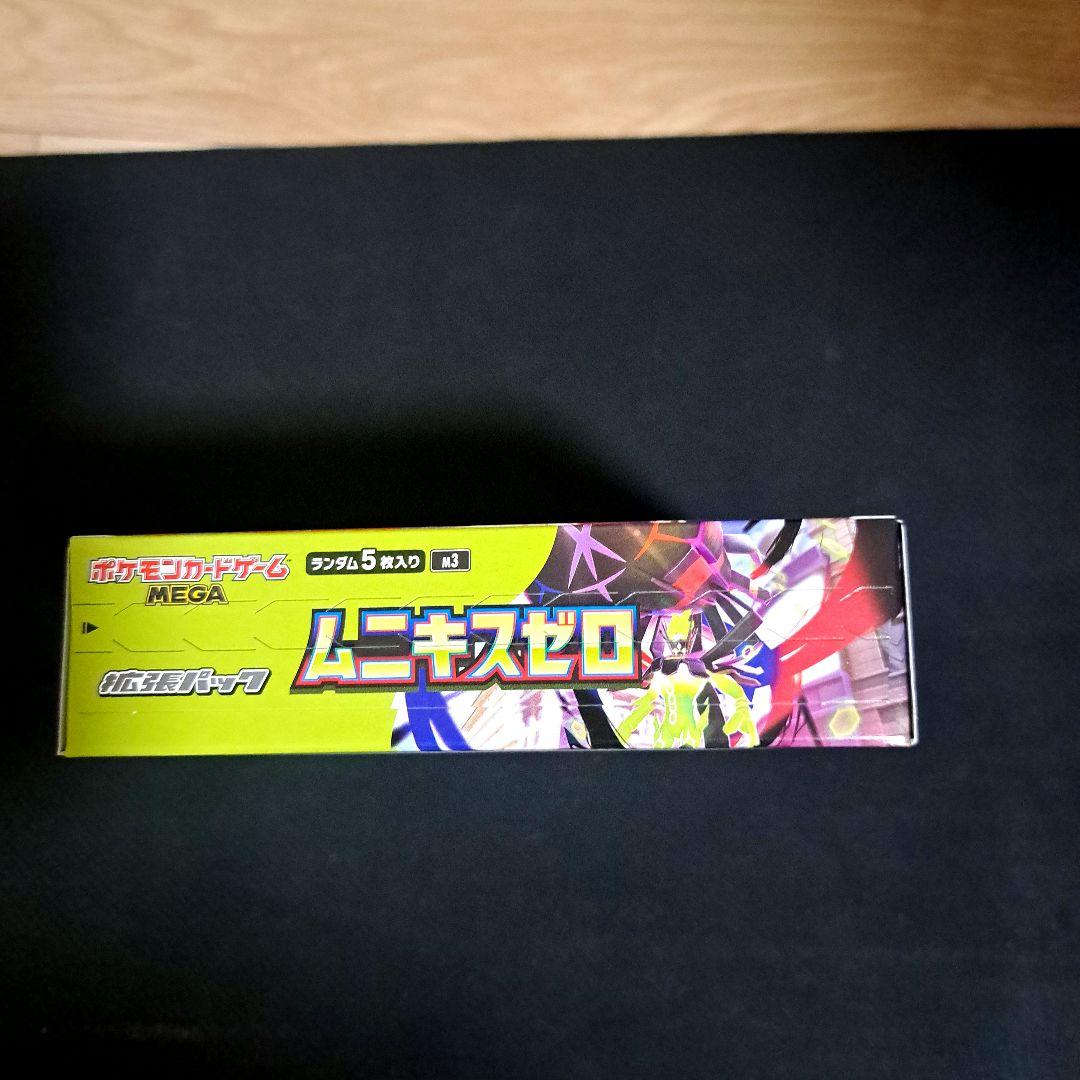 ポケモンカードゲーム
MEGA
ランダム5枚入り M3
ムニキスゼロ
拡張パック